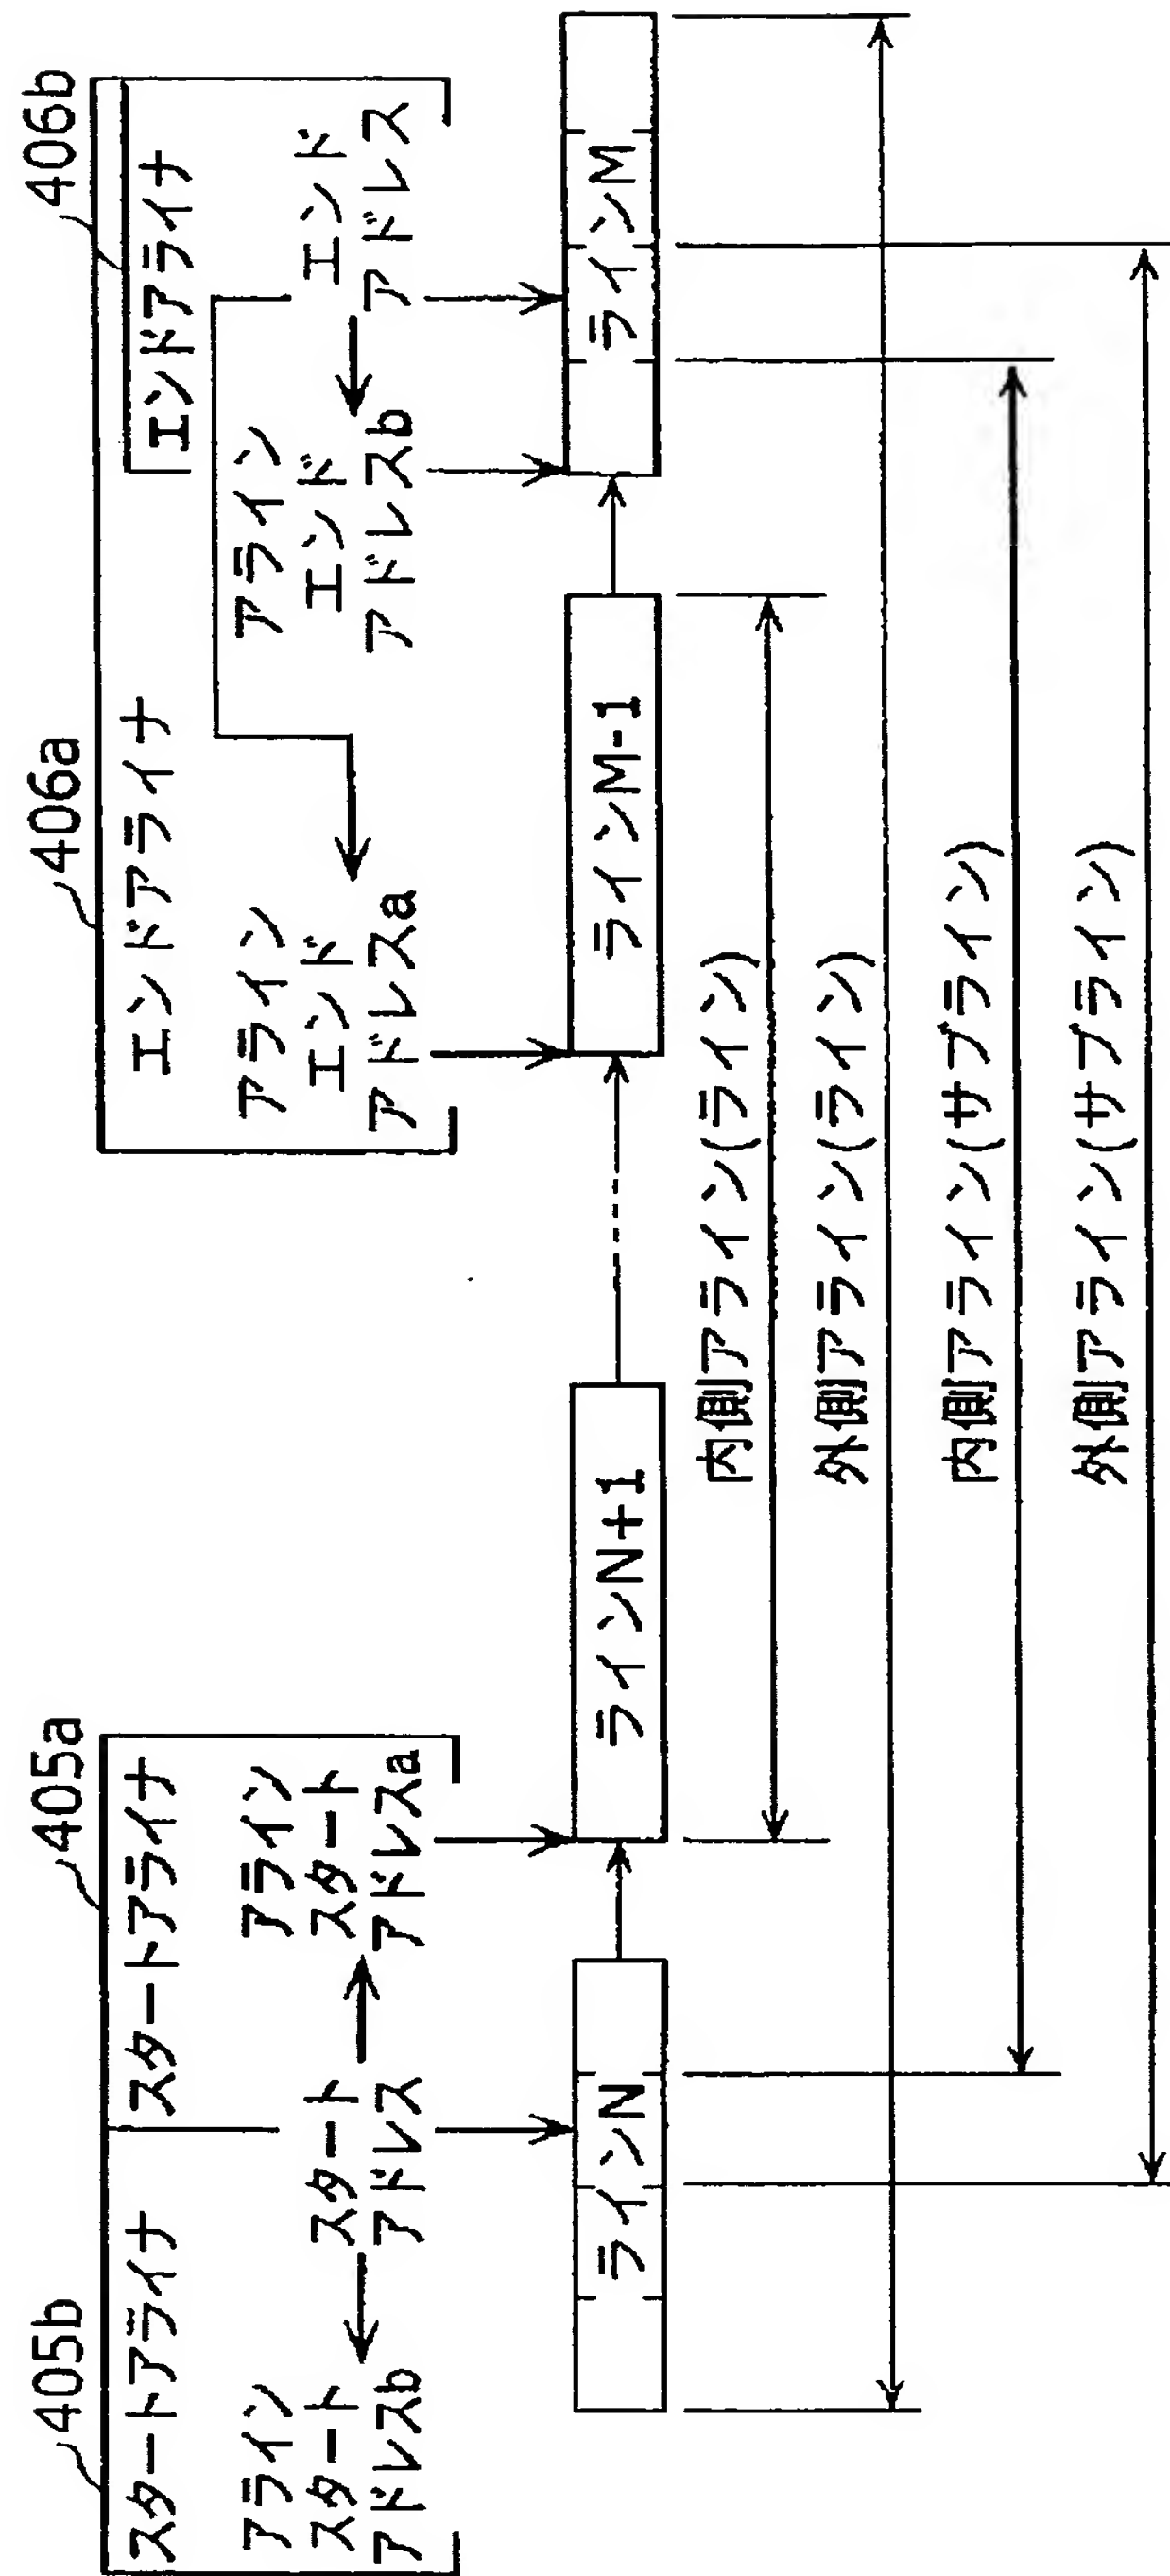 405b
405a
406a
406b
スタートアライナ
スタートアライナ
エンドアライナ
エンドアライナ
アライン
スタート
アドレスb
スタート
アドレス
アライン
スタート
アドレスa
アライン
エンド
アドレスa
アライン
エンド
アドレスb
エンド
アドレス
ラインN
ラインN+1
ラインM-1
ラインM
内側アライン(ライン)
外側アライン(ライン)
内側アライン(サブライン)
外側アライン(サブライン)